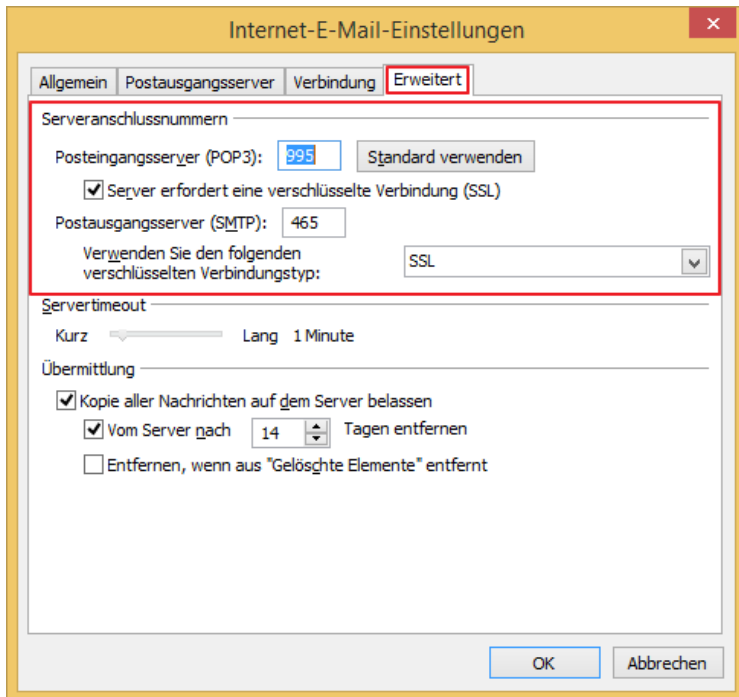 Internet-E-Mail-Einstellungen
Allgemein Postausgangsserver Verbindung Erweitert
Serveranschlussnummern
Posteingangsserver (POP3): 995 Standard verwenden
Server erfordert eine verschlüsselte Verbindung (SSL)
Postausgangsserver (SMTP): 465
Verwenden Sie den folgenden
verschlüsselten Verbindungstyp: SSL
Servertimeout
Kurz Lang 1 Minute
Übermittlung
Kopie aller Nachrichten auf dem Server belassen
Vom Server nach 14 Tagen entfernen
Entfernen, wenn aus "Gelöschte Elemente" entfernt
OK Abbrechen